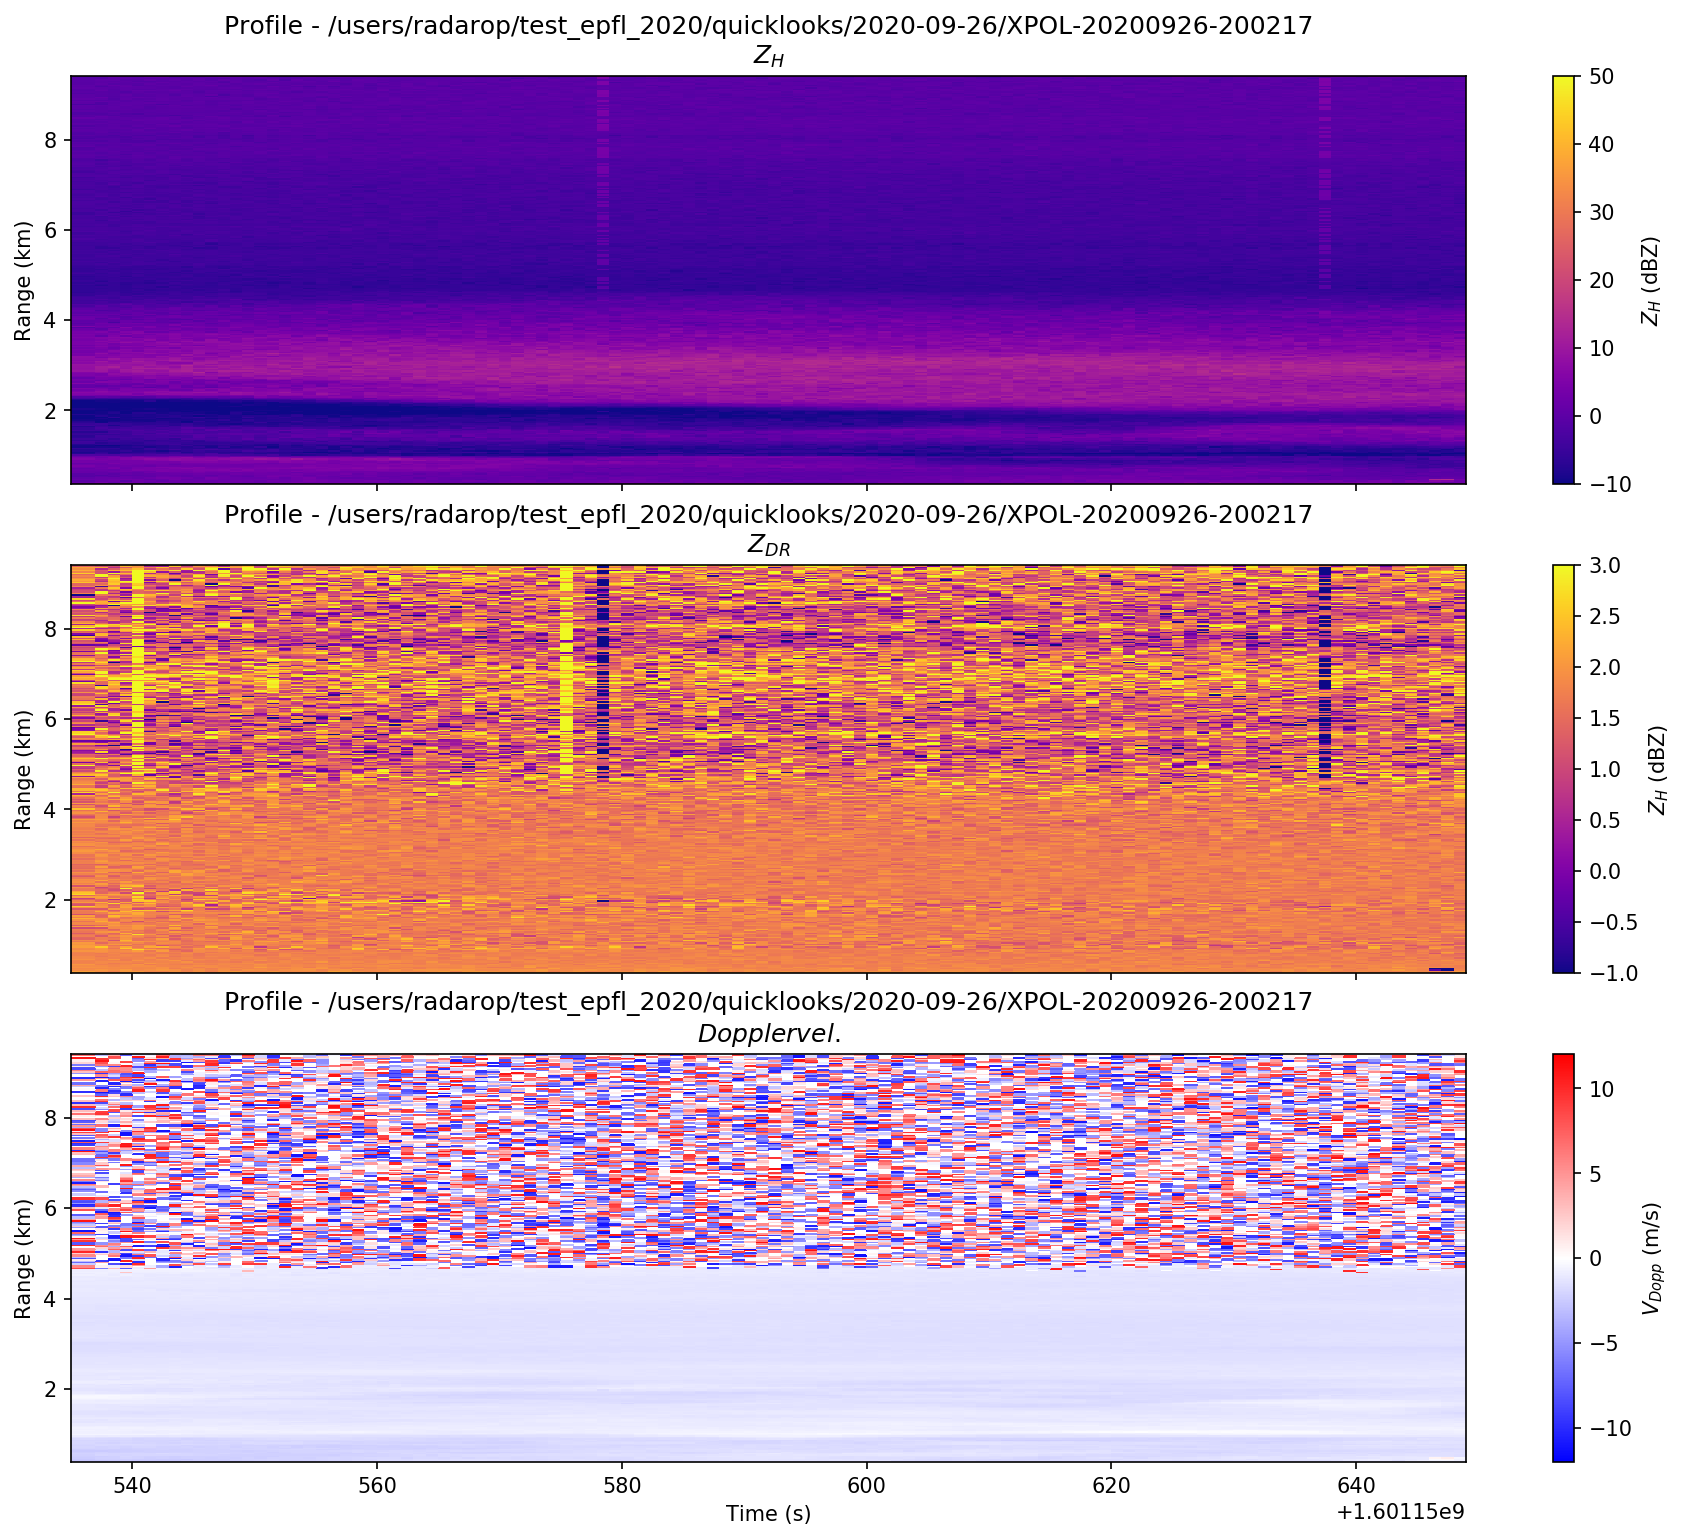 Profile - /users/radarop/test_epfl_2020/quicklooks/2020-09-26/XPOL-20200926-200217
Z_H
8
6
4
2
Range (km)
50
40
30
20
10
0
−10
Z_H (dBZ)
Profile - /users/radarop/test_epfl_2020/quicklooks/2020-09-26/XPOL-20200926-200217
Z_DR
8
6
4
2
Range (km)
3.0
2.5
2.0
1.5
1.0
0.5
0.0
−0.5
−1.0
Z_H (dBZ)
Profile - /users/radarop/test_epfl_2020/quicklooks/2020-09-26/XPOL-20200926-200217
Dopplervel.
8
6
4
2
Range (km)
10
5
0
−5
−10
V_Dopp (m/s)
540 560 580 600 620 640
Time (s)
+1.60115e9